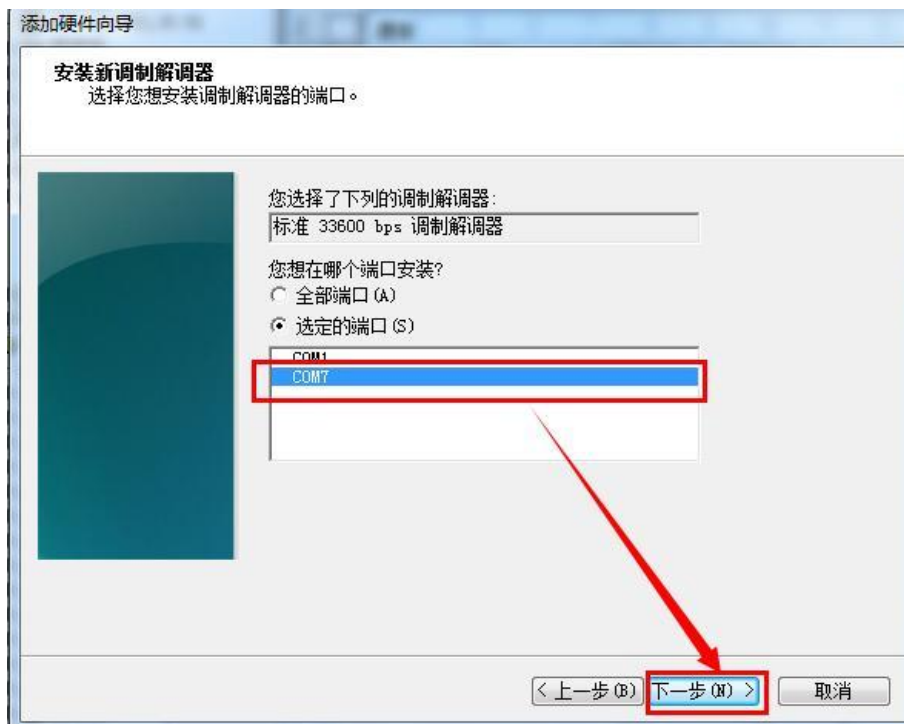 添加硬件向导
安装新调制解调器
选择您想安装调制解调器的端口。
您选择了下列的调制解调器:
标准 33600 bps 调制解调器
您想在哪个端口安装?
全部端口(A)
选定的端口(S)
COM1
COM7
< 上一步(B) 下一步(N) > 取消